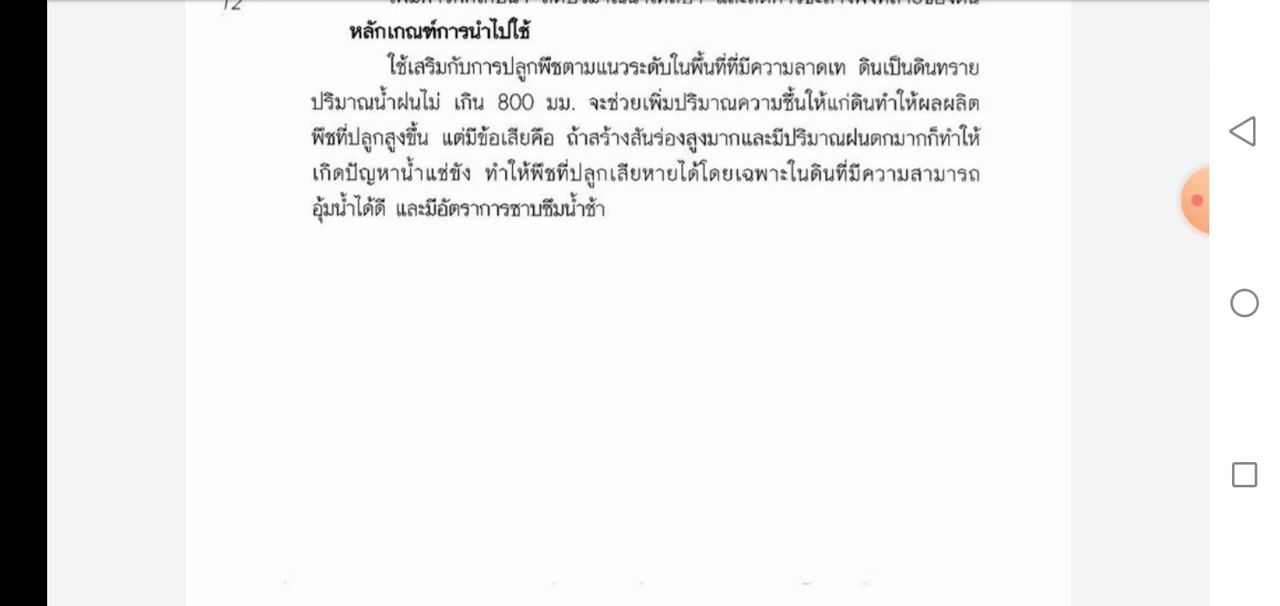 12
หลักเกณฑ์การนำไปใช้
ใช้เสริมกับการปลูกพืชตามแนวระดับในพื้นที่ที่มีความลาดเท ดินเป็นดินทราย
ปริมาณน้ำฝนไม่ เกิน 800 มม. จะช่วยเพิ่มปริมาณความชื้นให้แก่ดินทำให้ผลผลิต
พืชที่ปลูกสูงขึ้น แต่มีข้อเสียคือ ถ้าสร้างสันร่องสูงมากและมีปริมาณฝนตกมากก็ทำให้
เกิดปัญหาน้ำแช่ขัง ทำให้พืชที่ปลูกเสียหายได้โดยเฉพาะในดินที่มีความสามารถ
อุ้มน้ำได้ดี และมีอัตราการซาบซึมน้ำช้า